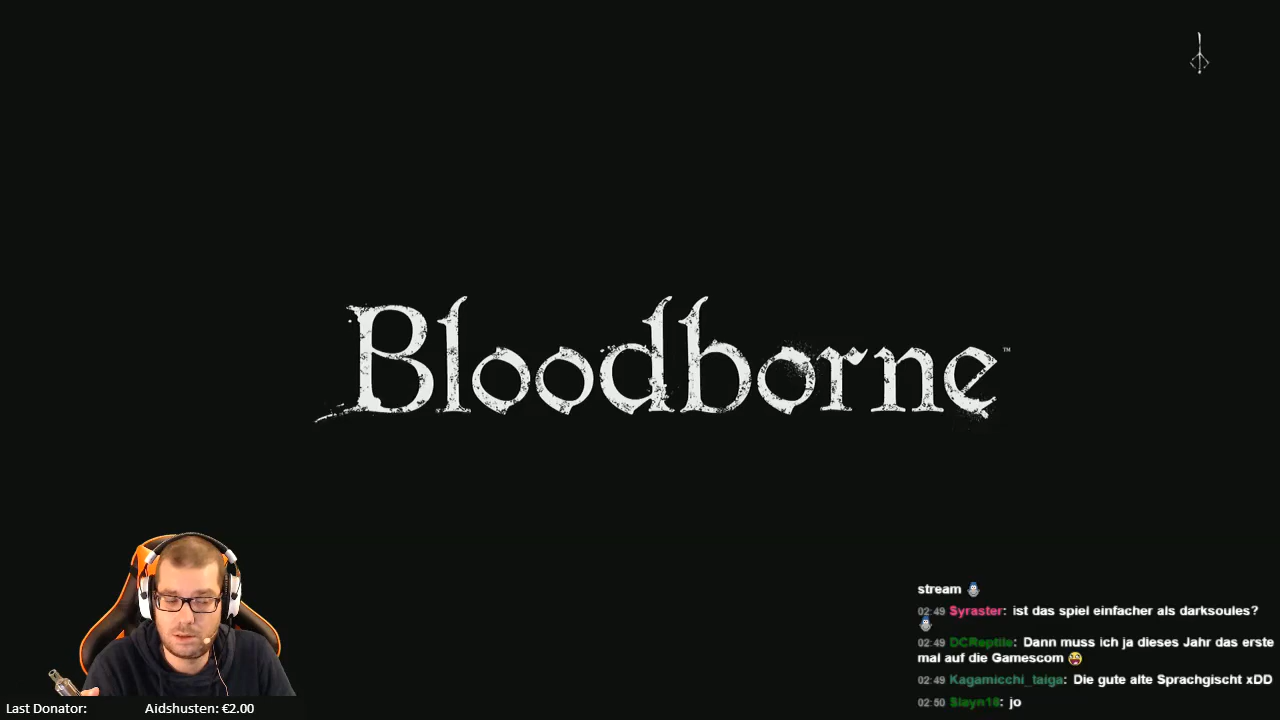 Bloodborne™
stream
02:49 Syraster: ist das spiel einfacher als darksoules?
02:49 DCReptile: Dann muss ich ja dieses Jahr das erste
mal auf die Gamescom
02:49 Kagamicchi_taiga: Die gute alte Sprachgischt xDD
02:50 Slayn18: jo
Last Donator: Aidshusten: €2.00